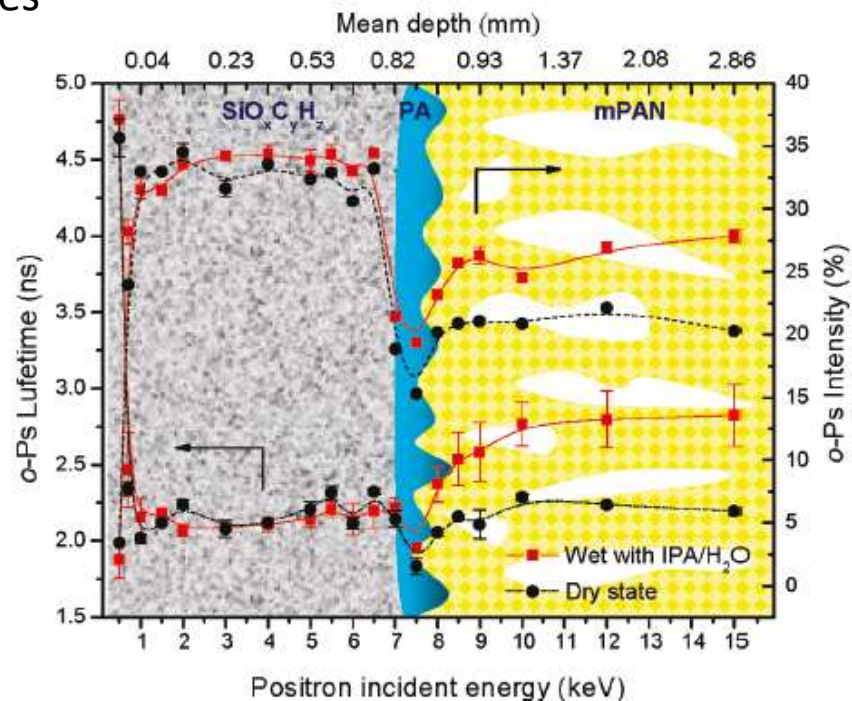 es
Mean depth (mm)
0.04 0.23 0.53 0.82 0.93 1.37 2.08 2.86
5.0 40
SiOxCyHz PA mPAN
4.5 35
4.0 30
3.5 25
3.0 20
2.5 15
2.0 10
1.5 5
0
o-Ps Lufetime (ns)
o-Ps Intensity (%)
Wet with IPA/H2O
Dry state
1 2 3 4 5 6 7 8 9 10 11 12 13 14 15
Positron incident energy (keV)